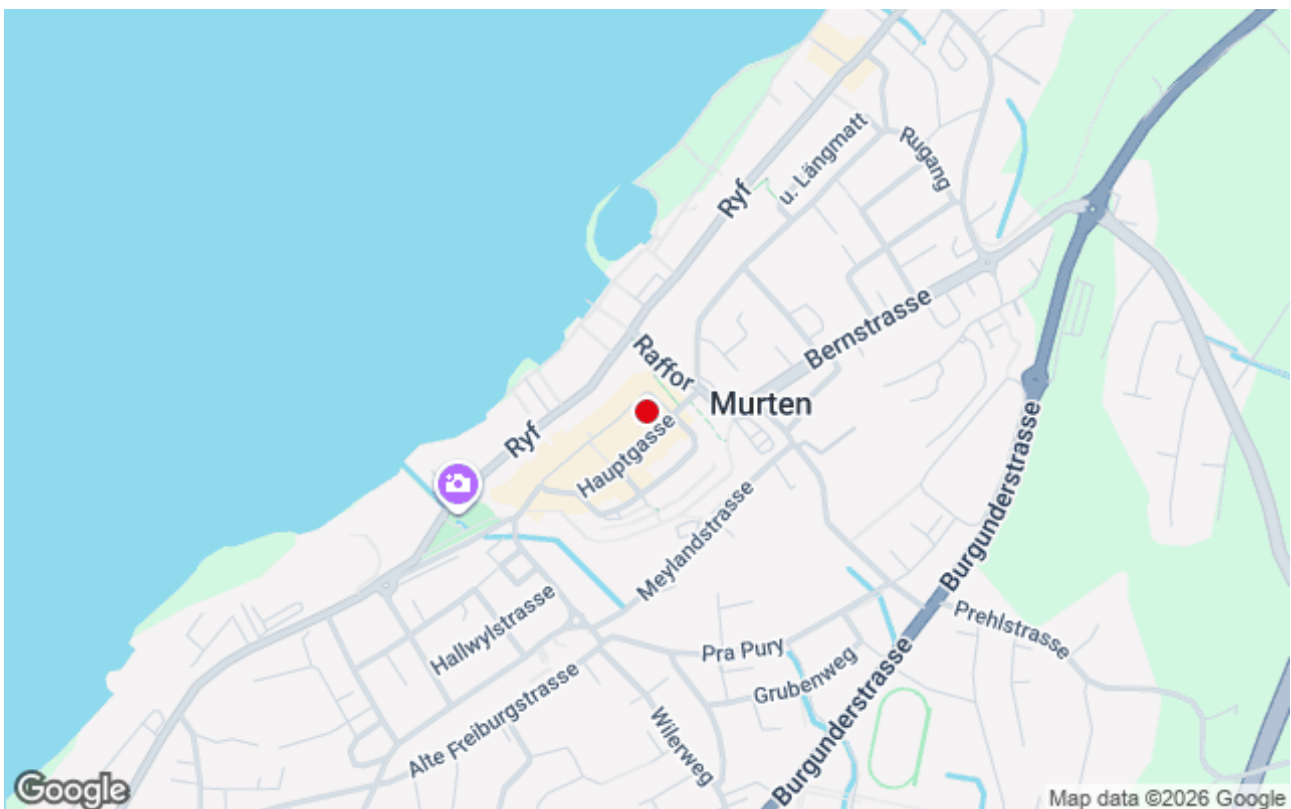 u. Längmatt
Rugang
Ryf
Bernstrasse
Raffor
Murten
Ryf
Hauptgasse
Meylandstrasse
Burgunderstrasse
Hallwylstrasse
Prehlstrasse
Pra Pury
Grubenweg
Alte Freiburgstrasse
Wilerweg
Burgunderstrasse
Google
Map data ©2026 Google